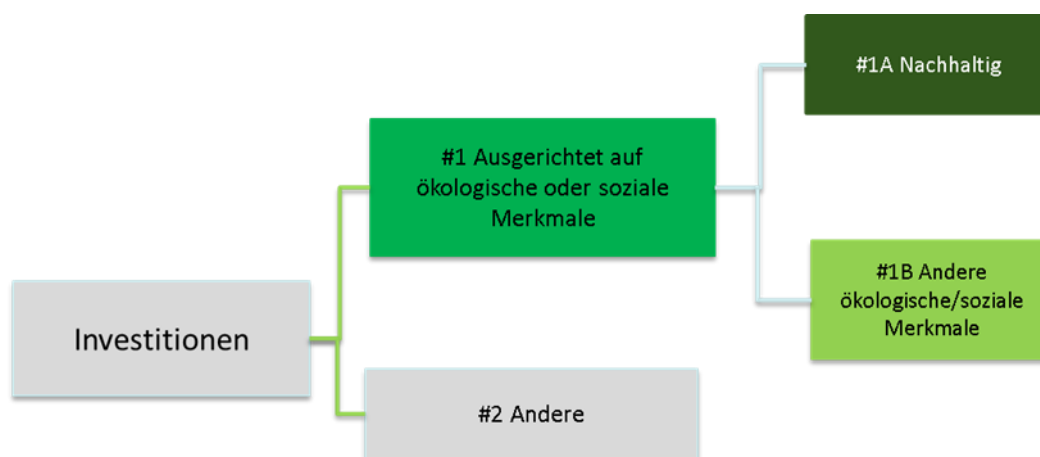 #1A Nachhaltig
#1 Ausgerichtet auf
ökologische oder soziale
Merkmale
#1B Andere
ökologische/soziale
Merkmale
Investitionen
#2 Andere